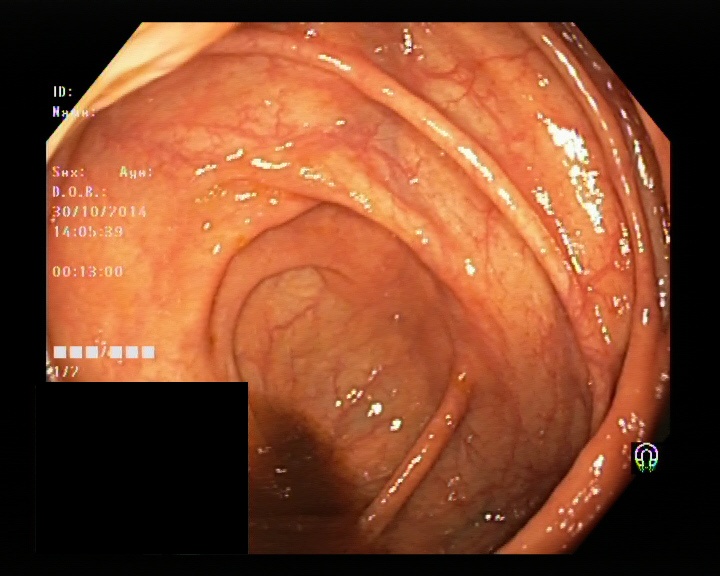 ID:
Name:
Sex: Age:
D.O.B.:
30/10/2014
14:05:39
00:13:00
■■■/■■■
1/2